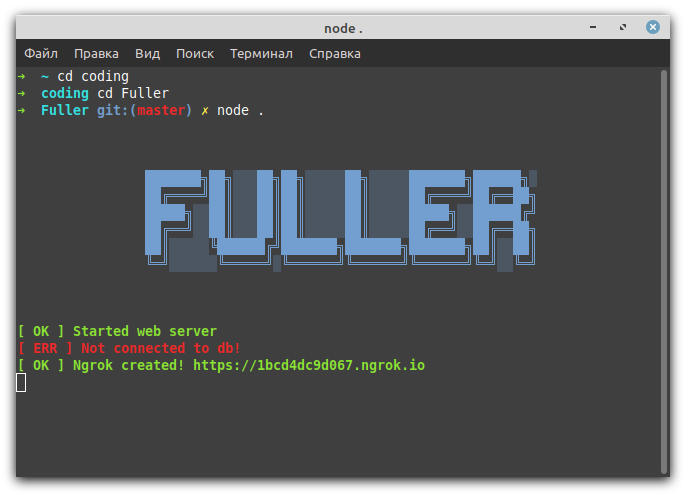 node .
Файл Правка Вид Поиск Терминал Справка
➜ ~ cd coding
➜ coding cd Fuller
➜ Fuller git:(master) ✗ node .
FULLER
[ OK ] Started web server
[ ERR ] Not connected to db!
[ OK ] Ngrok created! https://1bcd4dc9d067.ngrok.io